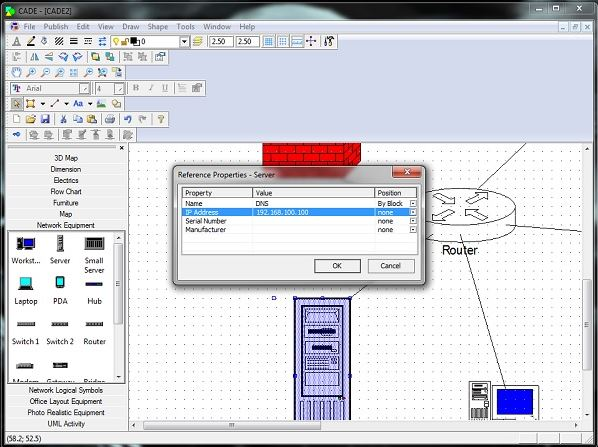 CADE - [CADE2]
File Publish Edit View Draw Shape Tools Insert Window Help
0 2.50 2.50
Arial 4 B I U
Aa
3D Map
Dimension
Electrics
Flow Chart
Furniture
Map
Network Equipment
Workst... Server Small Server
Laptop PDA Hub
Switch 1 Switch 2 Router
Modem Gateway Bridge
Network Logical Symbols
Office Layout Equipment
Photo Realistic Equipment
UML Activity
Reference Properties - Server
Property Value Position
Name DNS By Block
IP Address 192.168.100.100 none
Serial Number none
Manufacturer none
OK Cancel
Router
(58.2; 52.5)